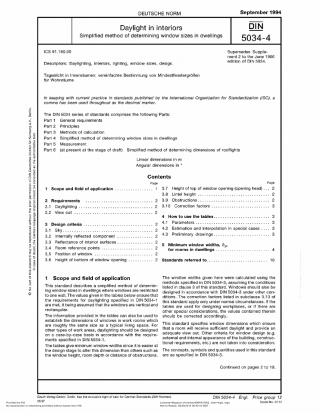 DEUTSCHE NORM
September 1994
Daylight in interiors
Simplified method of determining window sizes in dwellings
DIN
5034-4
ICS 91.160.00
Descriptors: Daylighting, interiors, lighting, window sizes, design.
Tageslicht in Innenräumen; vereinfachte Bestimmung von Mindestfenstergrößen
für Wohnräume
Supersedes Supple-
ment 2 to the June 1966
edition of DIN 5034.
In keeping with current practice in standards published by the International Organization for Standardization (ISO), a
comma has been used throughout as the decimal marker.
The DIN 5034 series of standards comprises the following Parts:
Part 1 General requirements
Part 2 Principles
Part 3 Methods of calculation
Part 4 Simplified method of determining window sizes in dwellings
Part 5 Measurement
Part 6 (at present at the stage of draft) Simplified method of determining dimensions of rooflights
Linear dimensions in m
Angular dimensions in °
Contents
Page
1 Scope and field of application 1
2 Requirements 2
2.1 Daylighting 2
2.2 View out 2
3 Design criteria
3.1 Sky
3.2 Internally reflected component
3.3 Reflectance of interior surfaces
3.4 Room reference points
3.5 Position of window
3.6 Height of bottom of window opening
Page
3.7 Height of top of window opening (opening head) 2
3.8 Lintel height 2
3.9 Obstructions 2
3.10 Correction factors 3
4 How to use the tables 3
4.1 Parameters 3
4.2 Estimation and interpolation in special cases 3
4.3 Preliminary drawings 3
5 Minimum window widths,
for rooms in dwellings 4
Standards referred to 18
1 Scope and field of application
This standard describes a simplified method of determin-
ing window sizes in dwellings where windows are restricted
to one wall. The values given in the tables below ensure that
the requirements for daylighting specified in DIN 5034-1
are met, it being assumed that the windows are vertical and
rectangular.
The information provided in the tables can also be used to
establish the dimensions of windows in work rooms which
are roughly the same size as a typical living space. For
other types of work areas, daylighting should be designed
on a case-by-case basis in accordance with the require-
ments specified in DIN 5034-1.
The tables give minimum window widths since it is easier at
the design stage to alter this dimension than others such as
the window height, room depth or distance of obstructions.
The window widths given here were calculated using the
methods specified in DIN 5034-3, assuming the conditions
listed in clause 3 of this standard. Windows should also be
designed in accordance with DIN 5034-3 under other con-
ditions. The correction factors listed in subclause 3.10 of
this standard apply only under normal circumstances. If the
tables are used for designing workplaces, or if there are
other special considerations, the values contained therein
should be corrected accordingly.
This standard specifies window dimensions which ensure
that a room will receive sufficient daylight and provide an
adequate view out. Other criteria for window design (e.g.
external and internal appearance of the building, construc-
tional requirements, etc.) are not taken into consideration.
The nomenclature, symbols and quantities used in this standard
are as specified in DIN 5034-3.
Continued on pages 2 to 18.
DIN 5034-4 Engl. Price group 12